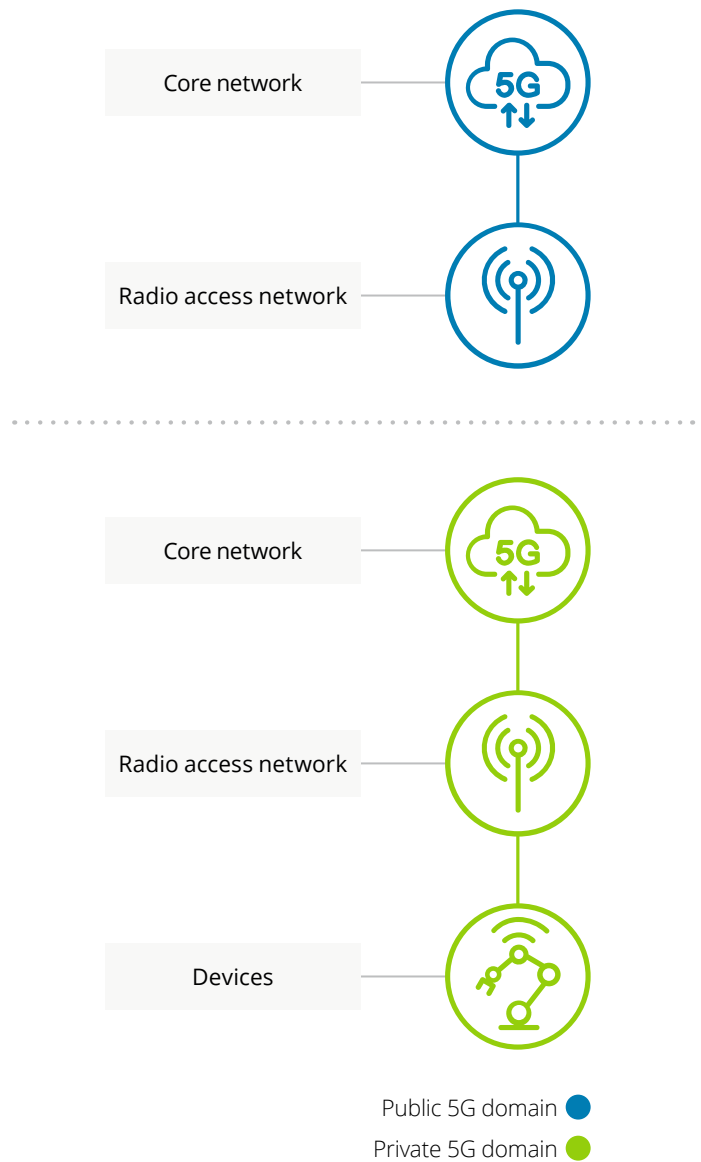 Core network
5G
Radio access network
Core network
5G
Radio access network
Devices
Public 5G domain
Private 5G domain